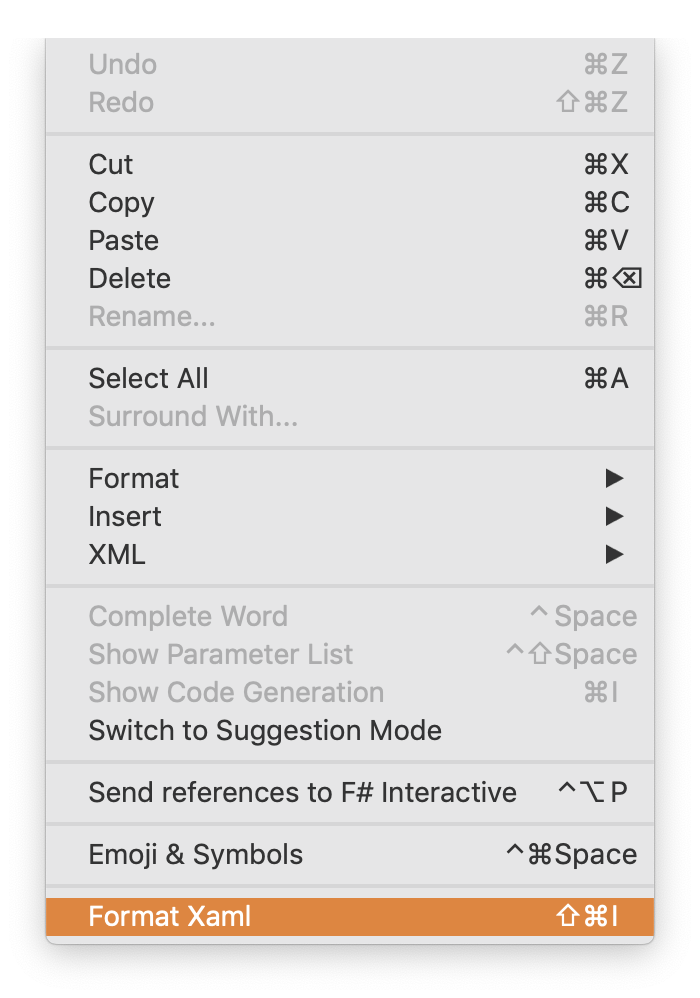 Undo ⌘Z
Redo ⇧⌘Z
Cut ⌘X
Copy ⌘C
Paste ⌘V
Delete ⌘⌫
Rename... ⌘R
Select All ⌘A
Surround With...
Format ▶
Insert ▶
XML ▶
Complete Word ^Space
Show Parameter List ^⇧Space
Show Code Generation ⌘I
Switch to Suggestion Mode
Send references to F# Interactive ^⌥P
Emoji & Symbols ^⌘Space
Format Xaml ⇧⌘I